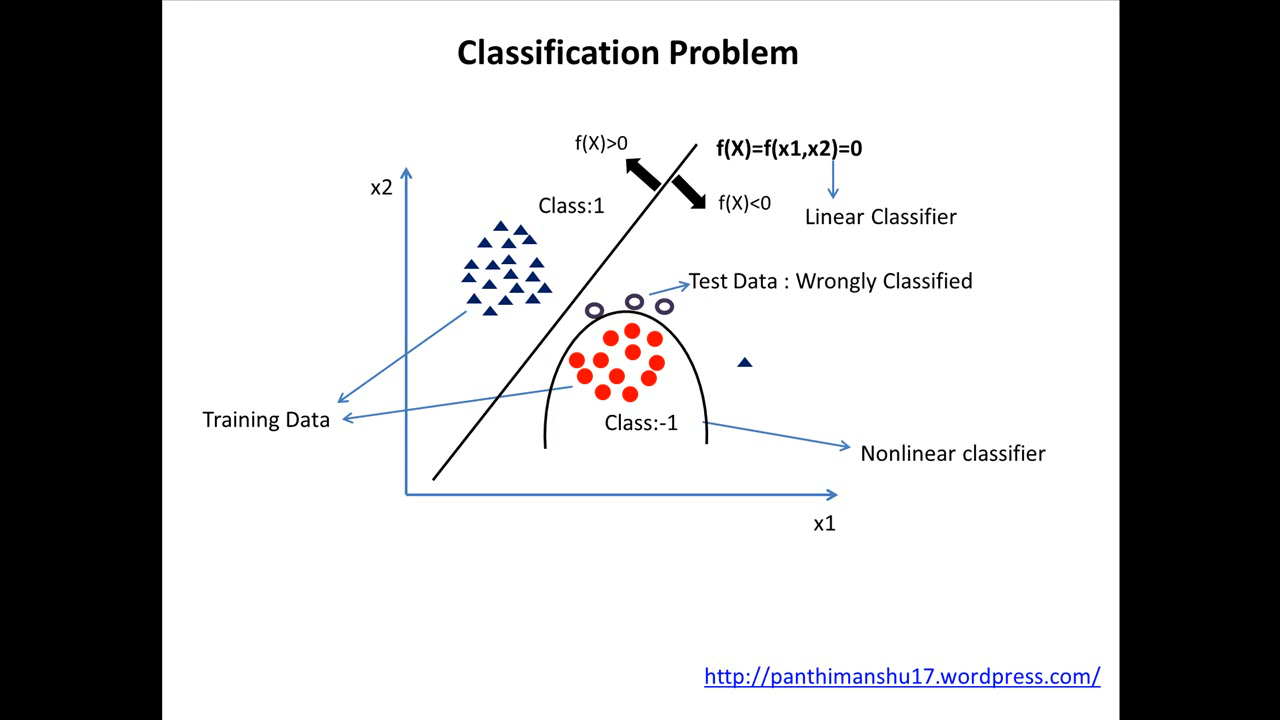 Classification Problem
f(X)>0
f(X)=f(x1,x2)=0
x2
Class:1
f(X)<0
Linear Classifier
Test Data : Wrongly Classified
Training Data
Class:-1
Nonlinear classifier
x1
http://panthimanshu17.wordpress.com/